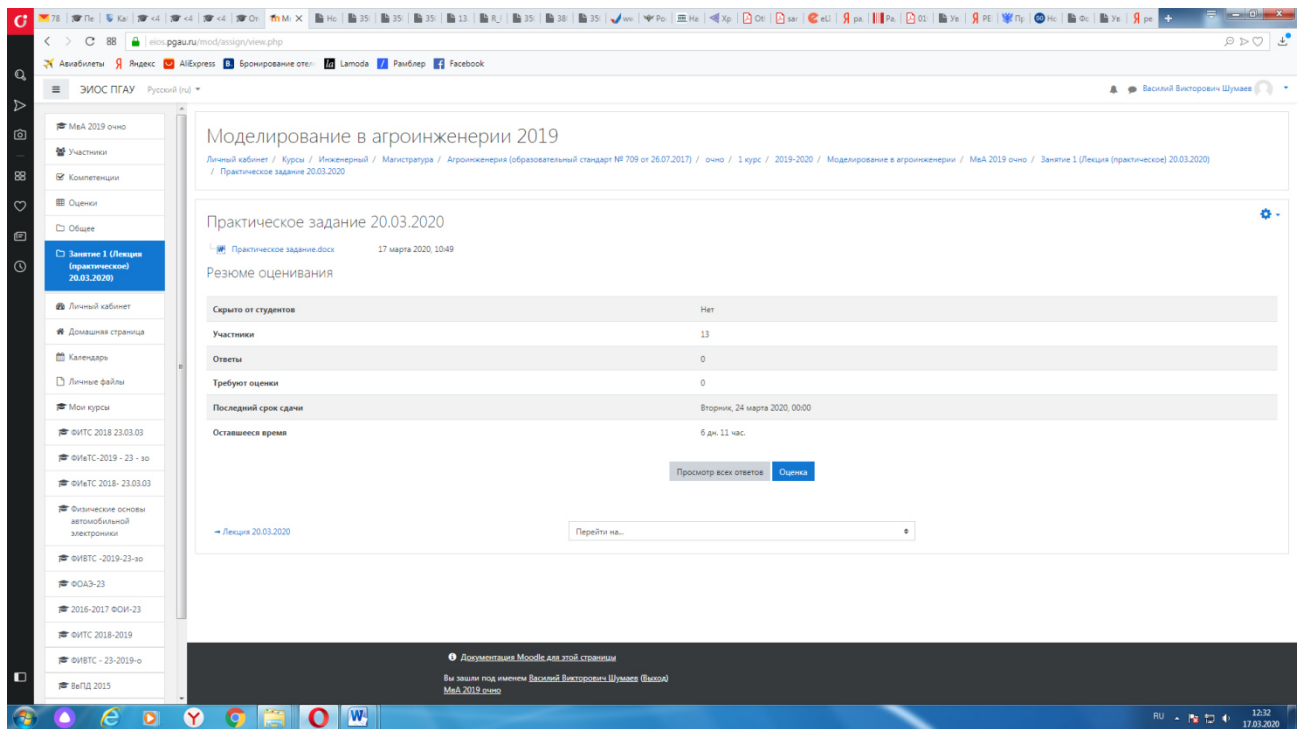 eios.pgau.ru/mod/assign/view.php
Авиабилеты Яндекс AliExpress Бронирование отел Lamoda Рамблер Facebook
ЭИОС ПГАУ Русский (ru)
Василий Викторович Шумаев
МвА 2019 очно
Участники
Компетенции
Оценки
Общее
Занятие 1 (Лекция
(практическое)
20.03.2020)
Личный кабинет
Домашняя страница
Календарь
Личные файлы
Мои курсы
ФИТС 2018 23.03.03
ФИвТС-2019 - 23 - зо
ФИвТС 2018- 23.03.03
Физические основы
автомобильной
электроники
ФИВТС -2019-23-зо
ФОАЭ-23
2016-2017 ФОИ-23
ФИТС 2018-2019
ФИВТС - 23-2019-о
ВеПД 2015
Моделирование в агроинженерии 2019
Личный кабинет / Курсы / Инженерный / Магистратура / Агроинженерия (образовательный стандарт № 709 от 26.07.2017) / очно / 1 курс / 2019-2020 / Моделирование в агроинженерии / МвА 2019 очно / Занятие 1 (Лекция (практическое) 20.03.2020)
/ Практическое задание 20.03.2020
Практическое задание 20.03.2020
Практическое задание.docx 17 марта 2020, 10:49
Резюме оценивания
Скрыто от студентов Нет
Участники 13
Ответы 0
Требуют оценки 0
Последний срок сдачи Вторник, 24 марта 2020, 00:00
Оставшееся время 6 дн. 11 час.
Просмотр всех ответов Оценка
→ Лекция 20.03.2020 Перейти на...
Документация Moodle для этой страницы
Вы зашли под именем Василий Викторович Шумаев (Выход)
МвА 2019 очно
RU 12:32
17.03.2020